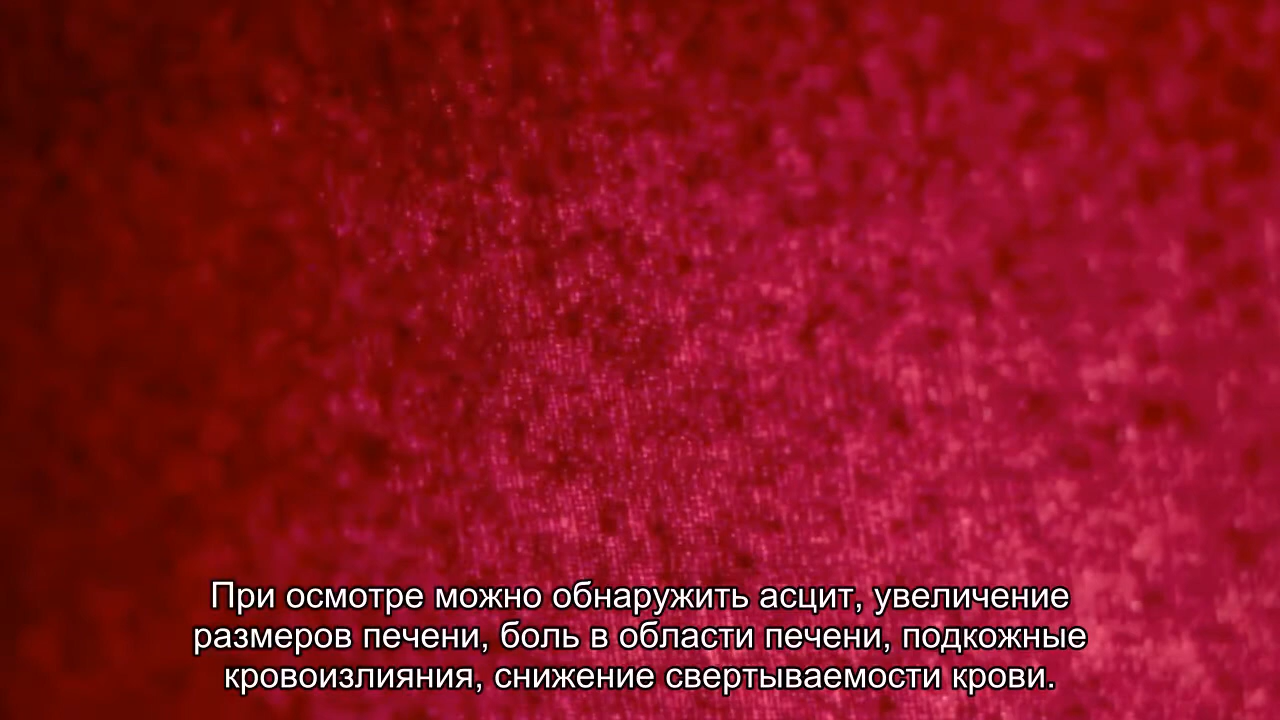 При осмотре можно обнаружить асцит, увеличение
размеров печени, боль в области печени, подкожные
кровоизлияния, снижение свертываемости крови.